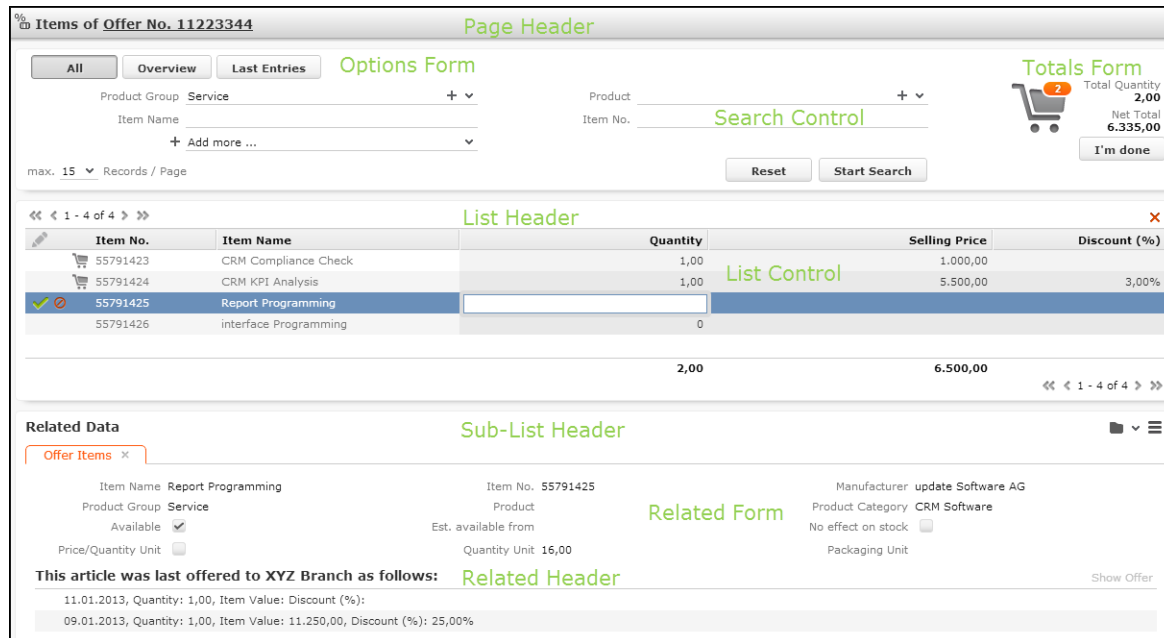 % Items of Offer No. 11223344 Page Header
All Overview Last Entries Options Form Totals Form
Product Group Service Product 2 Total Quantity 2,00
Item Name Item No. Search Control Net Total 6.335,00
+ Add more ... I'm done
max. 15 Records / Page Reset Start Search
1 - 4 of 4 List Header
Item No. Item Name Quantity Selling Price Discount (%)
55791423 CRM Compliance Check 1,00 1.000,00
55791424 CRM KPI Analysis 1,00 List Control 5.500,00 3,00%
55791425 Report Programming
55791426 interface Programming 0
2,00 6.500,00
1 - 4 of 4
Related Data Sub-List Header
Offer Items ×
Item Name Report Programming Item No. 55791425 Manufacturer update Software AG
Product Group Service Product Related Form Product Category CRM Software
Available Est. available from No effect on stock
Price/Quantity Unit Quantity Unit 16,00 Packaging Unit
This article was last offered to XYZ Branch as follows: Related Header Show Offer
11.01.2013, Quantity: 1,00, Item Value: Discount (%):
09.01.2013, Quantity: 1,00, Item Value: 11.250,00, Discount (%): 25,00%